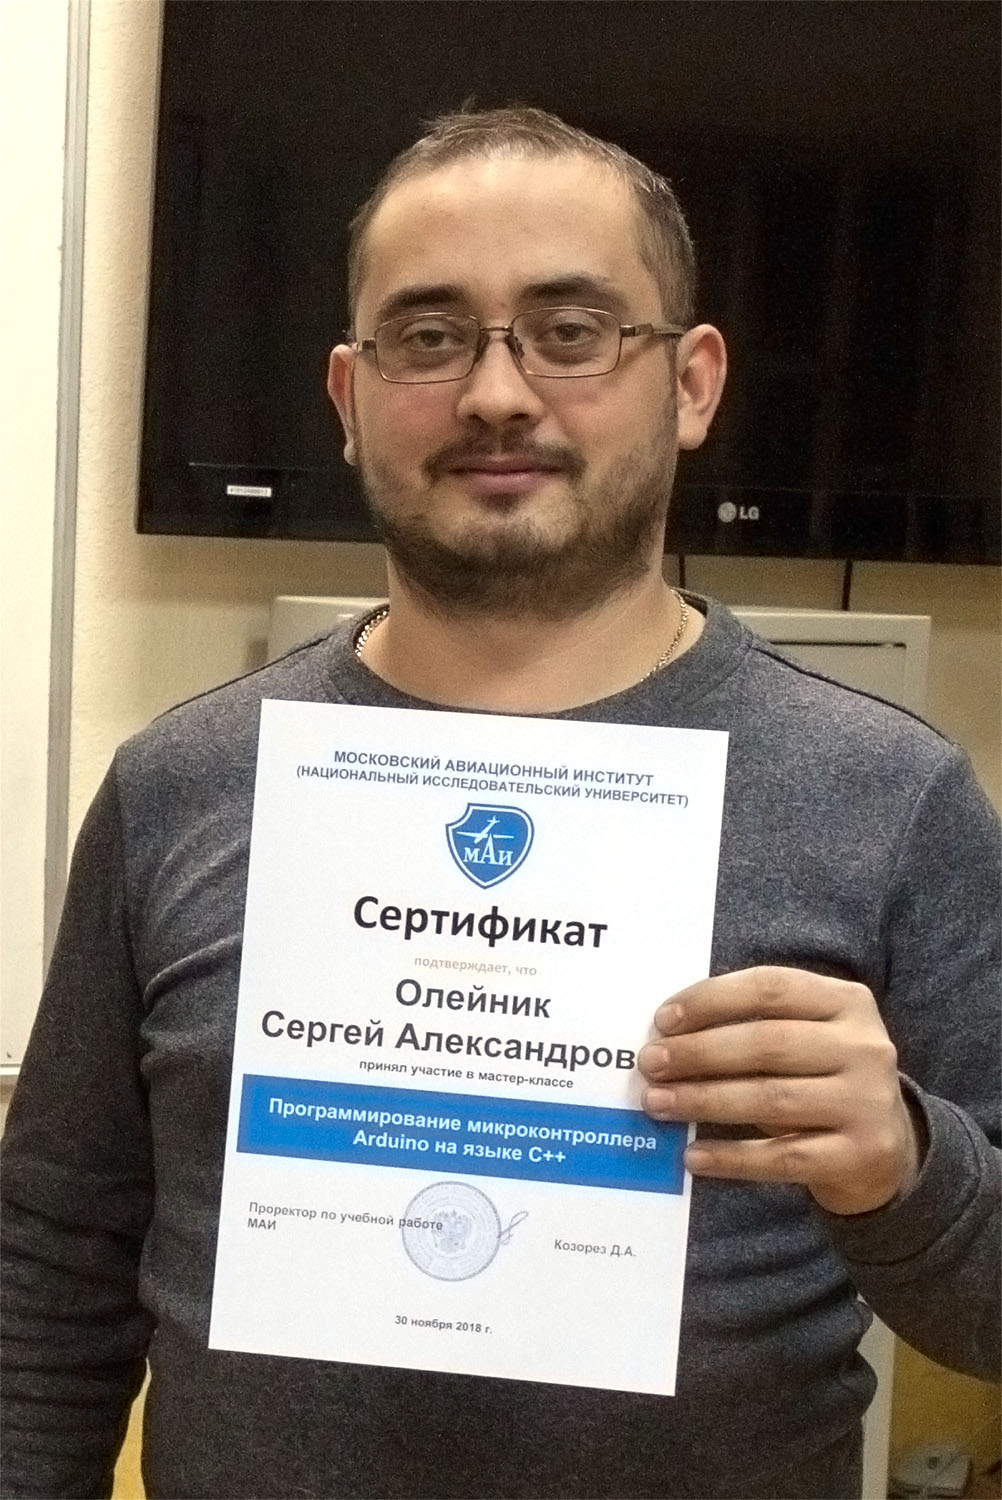 LG
МОСКОВСКИЙ АВИАЦИОННЫЙ ИНСТИТУТ
(НАЦИОНАЛЬНЫЙ ИССЛЕДОВАТЕЛЬСКИЙ УНИВЕРСИТЕТ)
МАИ
Сертификат
подтверждает, что
Олейник
Сергей Александров
принял участие в мастер-классе
Программирование микроконтроллера
Arduino на языке C++
Проректор по учебной работе
МАИ
Козорез Д.А.
30 ноября 2018 г.